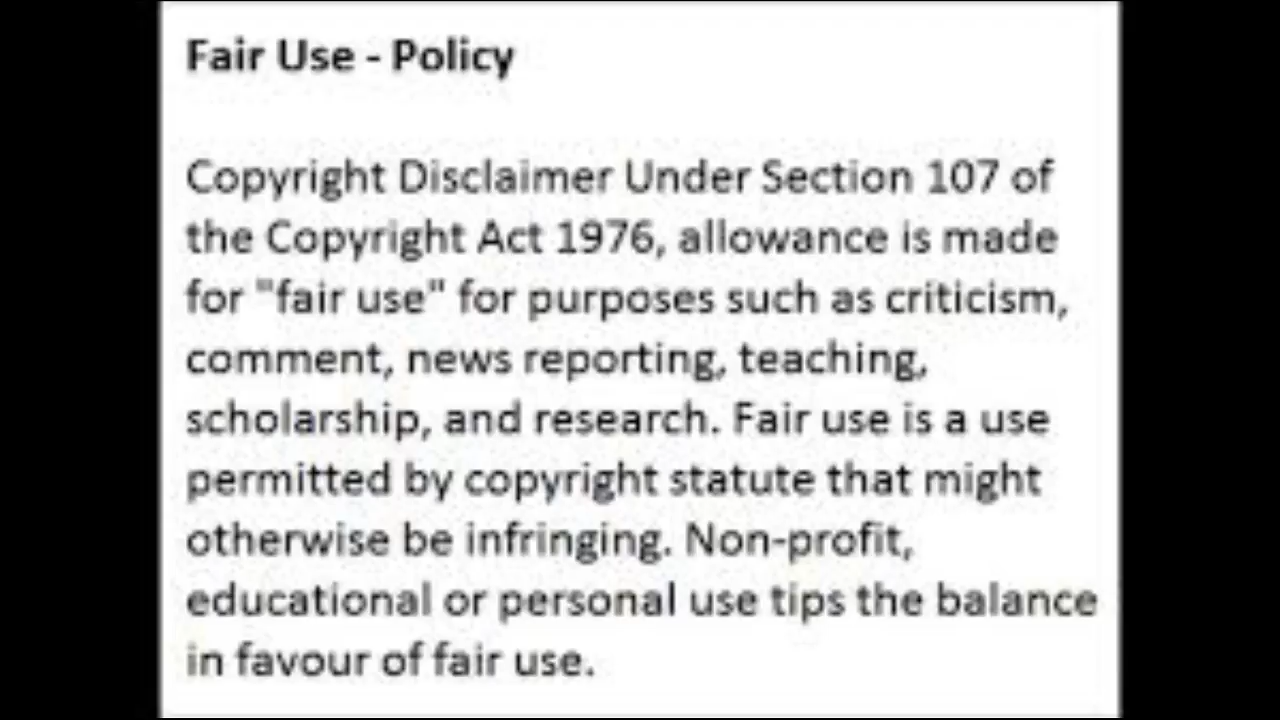 Fair Use - Policy
Copyright Disclaimer Under Section 107 of
the Copyright Act 1976, allowance is made
for "fair use" for purposes such as criticism,
comment, news reporting, teaching,
scholarship, and research. Fair use is a use
permitted by copyright statute that might
otherwise be infringing. Non-profit,
educational or personal use tips the balance
in favour of fair use.